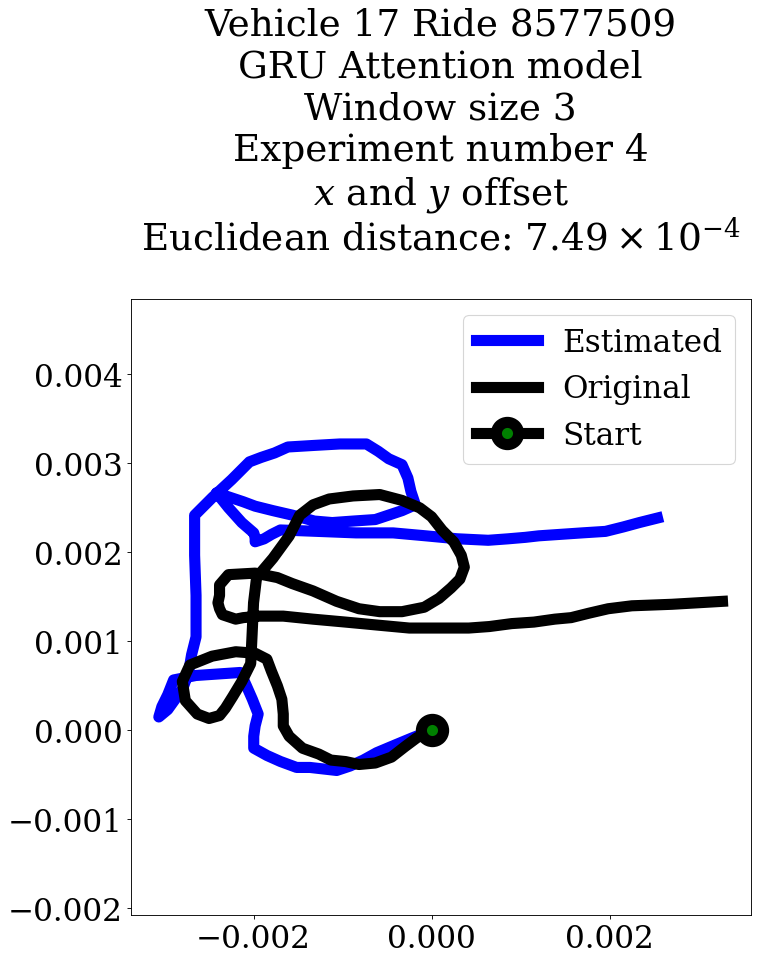 Vehicle 17 Ride 8577509
GRU Attention model
Window size 3
Experiment number 4
x and y offset
Euclidean distance: 7.49 × 10⁻⁴
Estimated
Original
Start
0.004
0.003
0.002
0.001
0.000
−0.001
−0.002
−0.002 0.000 0.002